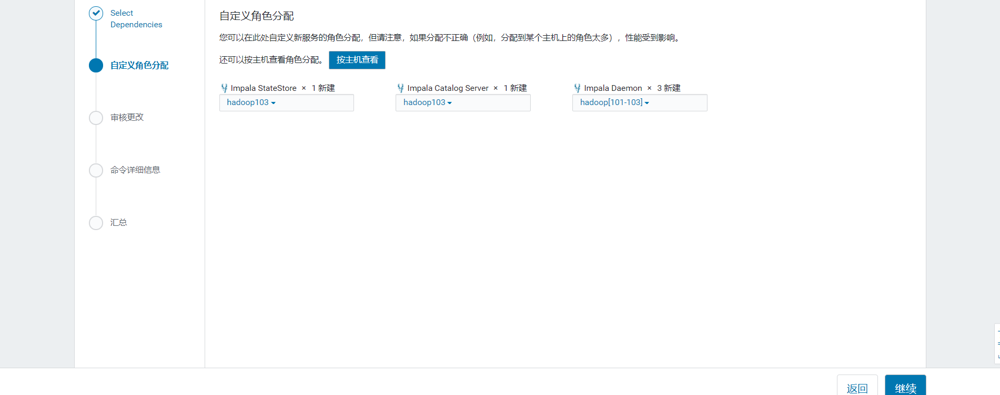 Select
Dependencies
自定义角色分配
审核更改
命令详细信息
汇总
自定义角色分配
您可以在此处自定义新服务的角色分配，但请注意，如果分配不正确（例如，分配到某个主机上的角色太多），性能受到影响。
还可以按主机查看角色分配。 按主机查看
Impala StateStore × 1 新建
hadoop103
Impala Catalog Server × 1 新建
hadoop103
Impala Daemon × 3 新建
hadoop[101-103]
返回
继续